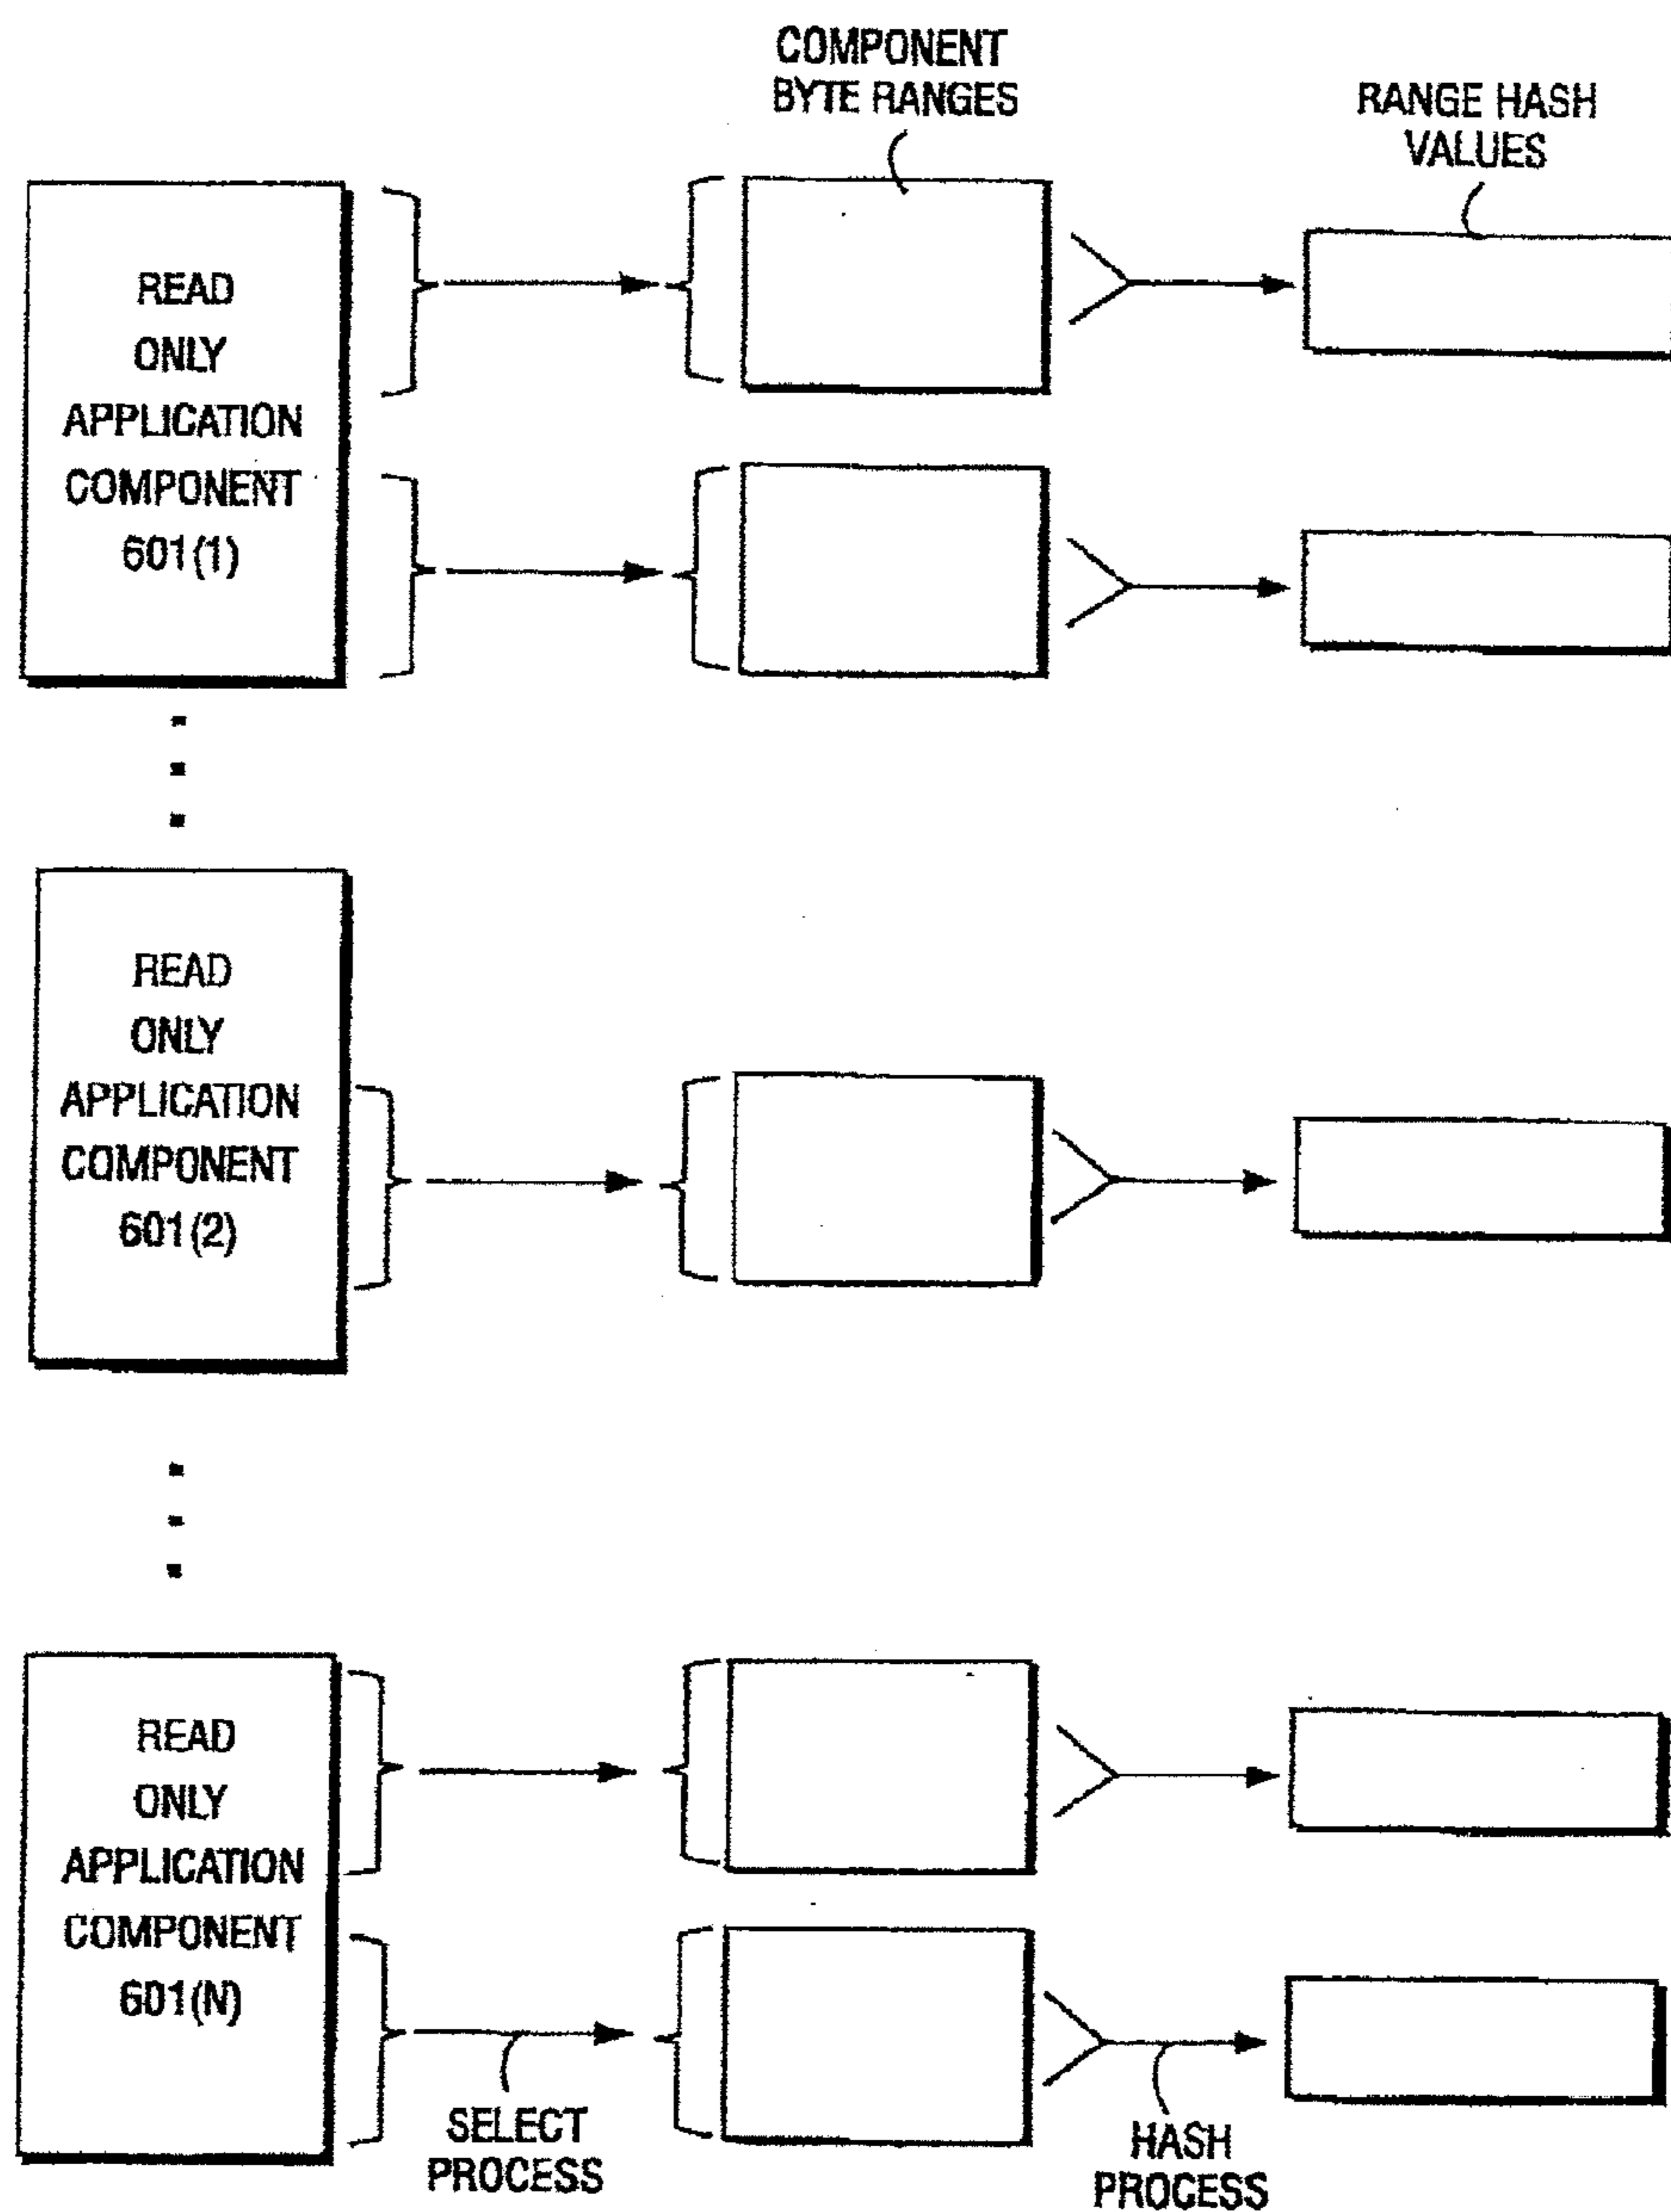 COMPONENT
BYTE RANGES
RANGE HASH
VALUES
READ
ONLY
APPLICATION
COMPONENT
601(1)
READ
ONLY
APPLICATION
COMPONENT
601(2)
READ
ONLY
APPLICATION
COMPONENT
601(N)
SELECT
PROCESS
HASH
PROCESS